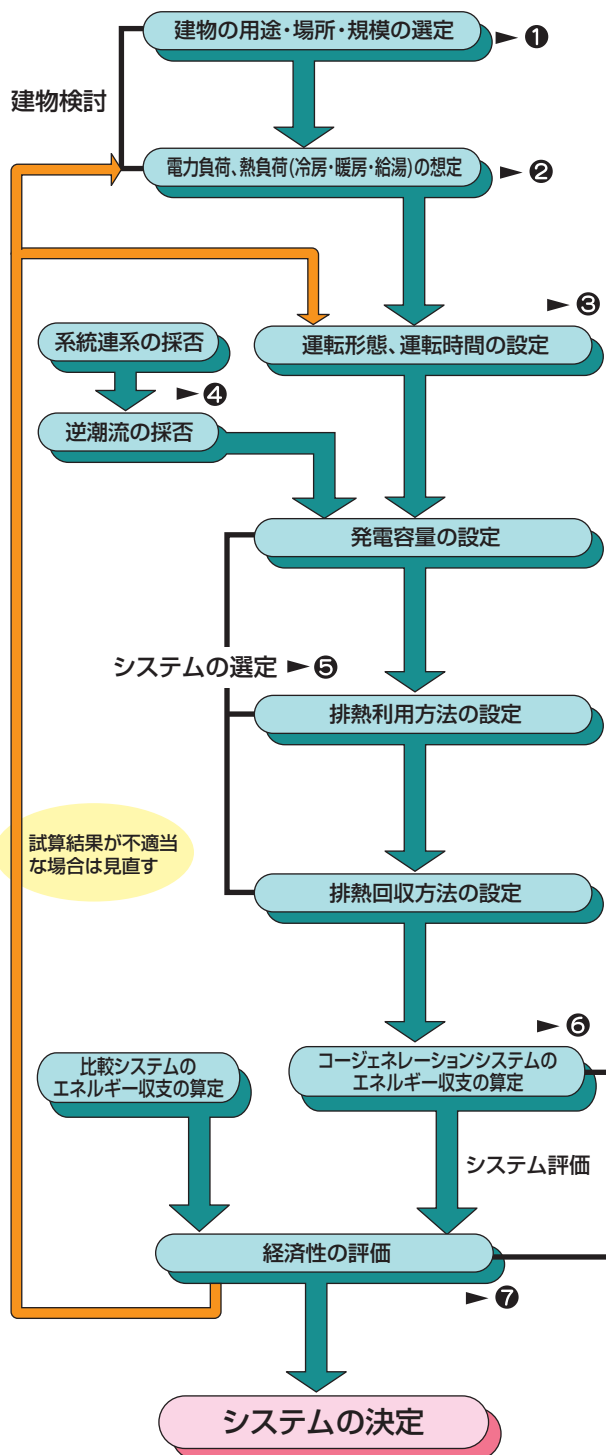 建物の用途・場所・規模の選定
► ❶
建物検討
電力負荷、熱負荷(冷房・暖房・給湯)の想定
► ❷
► ❸
系統連系の採否
運転形態、運転時間の設定
► ❹
逆潮流の採否
発電容量の設定
システムの選定 ► ❺
排熱利用方法の設定
試算結果が不適当
な場合は見直す
排熱回収方法の設定
► ❻
比較システムの
エネルギー収支の算定
コージェネレーションシステムの
エネルギー収支の算定
システム評価
経済性の評価
► ❼
システムの決定